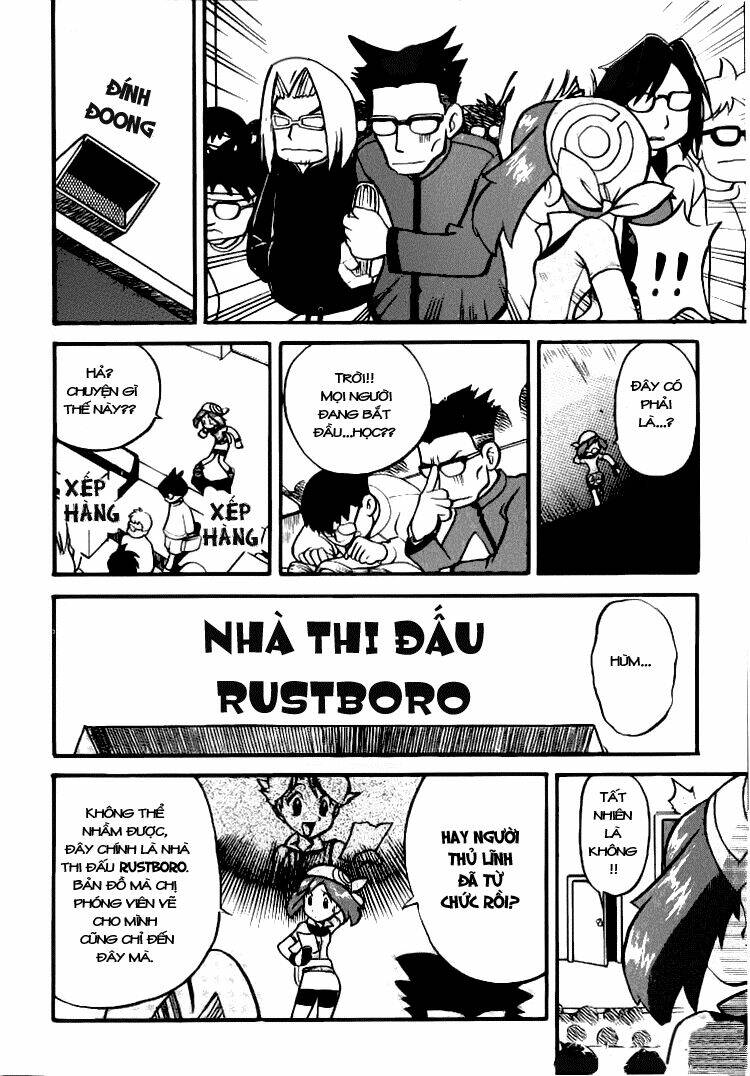 !!
ĐÍNH
ĐOONG
ĐÂY CÓ
PHẢI
LÀ...?
TRỜI!!
MỌI NGƯỜI
ĐANG BẮT
ĐẦU...HỌC??
HẢ?
CHUYỆN GÌ
THẾ NÀY??
XẾP
HÀNG
XẾP
HÀNG
HỪM...
NHÀ THI ĐẤU
RUSTBORO
TẤT
NHIÊN
LÀ
KHÔNG!!
HAY NGƯỜI
THỦ LĨNH
ĐÃ TỪ
CHỨC RỒI?
KHÔNG THỂ
NHẦM ĐƯỢC,
ĐÂY CHÍNH LÀ NHÀ
THI ĐẤU RUSTBORO.
BẢN ĐỒ MÀ CHỊ
PHÓNG VIÊN VẼ
CHO MÌNH
CŨNG CHỈ ĐẾN
ĐÂY MÀ.